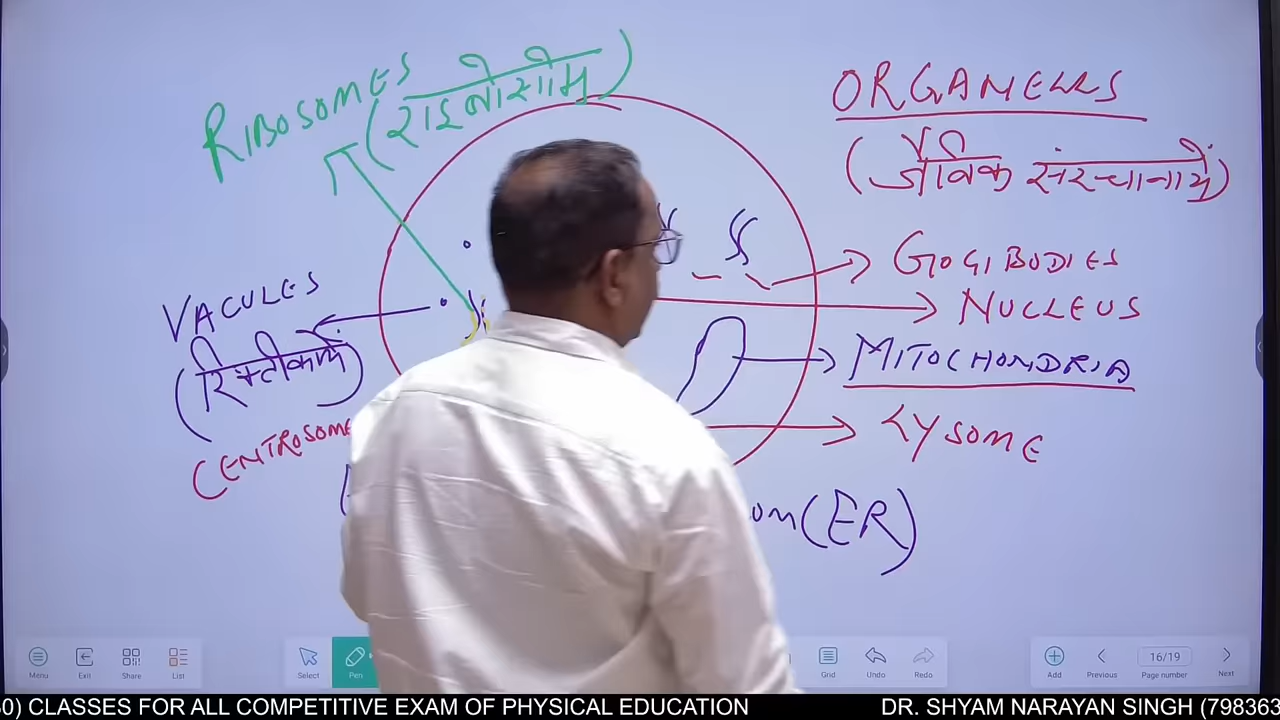 RIBOSOMES
(राइबोसोम)
ORGANELLS
(जैविक संरचनायें)
GOGI BODIES
NUCLEUS
VACULES
(रिक्तीकायें)
MITOCHONDRIA
LYSOME
CENTROSOME
(ER)
Menu
Exit
Share
List
Select
Pen
Grid
Undo
Redo
Add
Previous
16/19
Page number
Next
0) CLASSES FOR ALL COMPETITIVE EXAM OF PHYSICAL EDUCATION
DR. SHYAM NARAYAN SINGH (798363